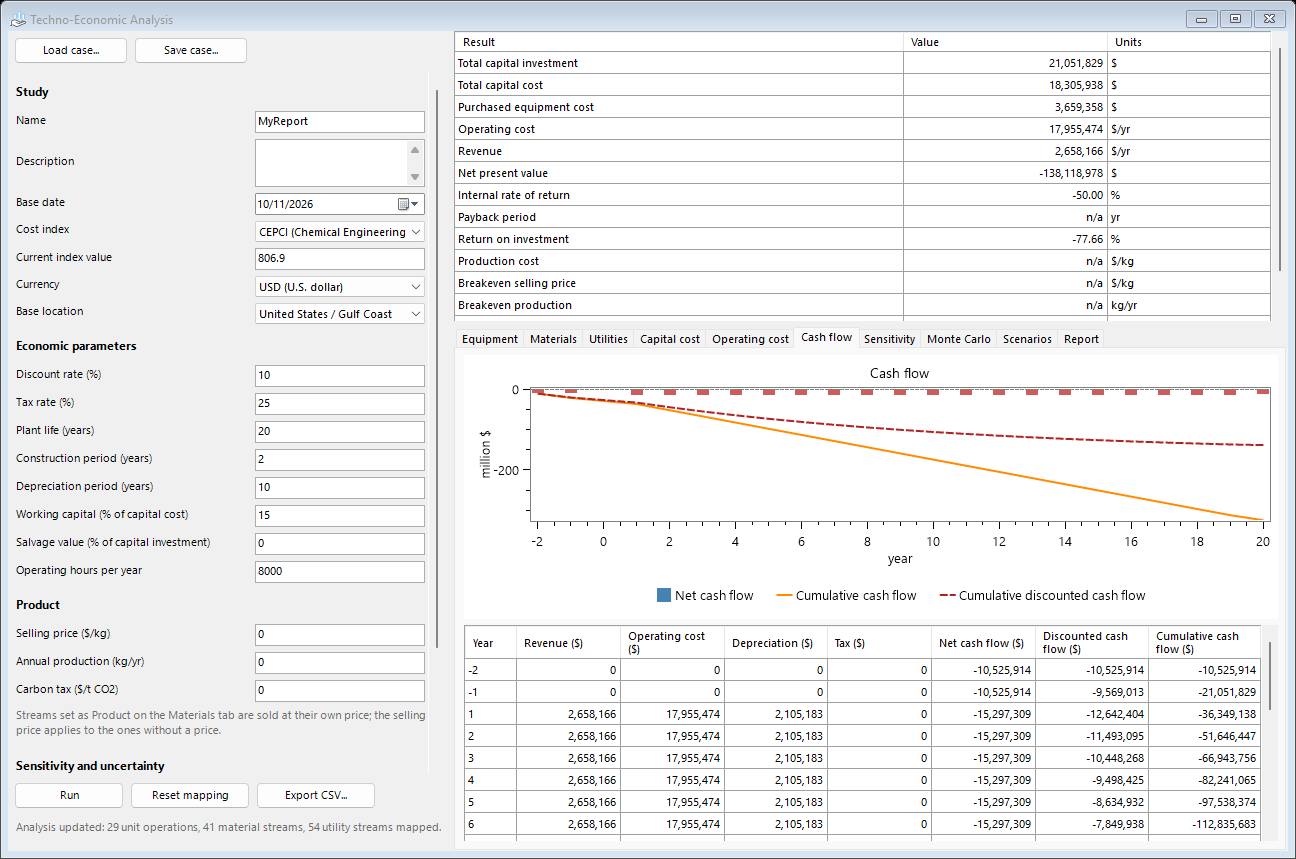 Techno-Economic Analysis
Load case...
Save case...
Study
Name
MyReport
Description
Base date
10/11/2026
Cost index
CEPCI (Chemical Engineering
Current index value
806.9
Currency
USD (U.S. dollar)
Base location
United States / Gulf Coast
Economic parameters
Discount rate (%)
10
Tax rate (%)
25
Plant life (years)
20
Construction period (years)
2
Depreciation period (years)
10
Working capital (% of capital cost)
15
Salvage value (% of capital investment)
0
Operating hours per year
8000
Product
Selling price ($/kg)
0
Annual production (kg/yr)
0
Carbon tax ($/t CO2)
0
Streams set as Product on the Materials tab are sold at their own price; the selling
price applies to the ones without a price.
Sensitivity and uncertainty
Run
Reset mapping
Export CSV...
Analysis updated: 29 unit operations, 41 material streams, 54 utility streams mapped.
Result Value Units
Total capital investment 21,051,829 $
Total capital cost 18,305,938 $
Purchased equipment cost 3,659,358 $
Operating cost 17,955,474 $/yr
Revenue 2,658,166 $/yr
Net present value -138,118,978 $
Internal rate of return -50.00 %
Payback period n/a yr
Return on investment -77.66 %
Production cost n/a $/kg
Breakeven selling price n/a $/kg
Breakeven production n/a kg/yr
Equipment Materials Utilities Capital cost Operating cost Cash flow Sensitivity Monte Carlo Scenarios Report
Cash flow
0
-200
million $
-2 0 2 4 6 8 10 12 14 16 18 20
year
Net cash flow Cumulative cash flow Cumulative discounted cash flow
Year Revenue ($) Operating cost ($) Depreciation ($) Tax ($) Net cash flow ($) Discounted cash flow ($) Cumulative cash flow ($)
-2 0 0 0 0 -10,525,914 -10,525,914 -10,525,914
-1 0 0 0 0 -10,525,914 -9,569,013 -21,051,829
1 2,658,166 17,955,474 2,105,183 0 -15,297,309 -12,642,404 -36,349,138
2 2,658,166 17,955,474 2,105,183 0 -15,297,309 -11,493,095 -51,646,447
3 2,658,166 17,955,474 2,105,183 0 -15,297,309 -10,448,268 -66,943,756
4 2,658,166 17,955,474 2,105,183 0 -15,297,309 -9,498,425 -82,241,065
5 2,658,166 17,955,474 2,105,183 0 -15,297,309 -8,634,932 -97,538,374
6 2,658,166 17,955,474 2,105,183 0 -15,297,309 -7,849,938 -112,835,683